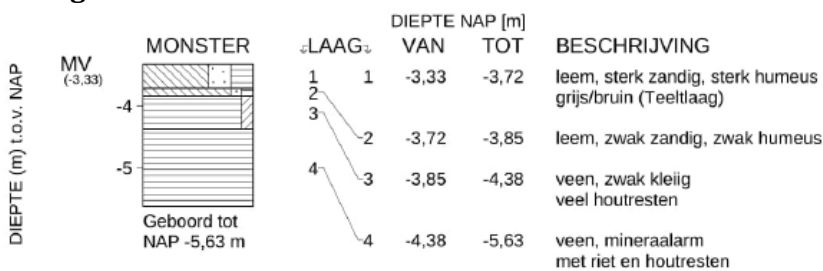 DIEPTE NAP [m]
MONSTER LAAG VAN TOT BESCHRIJVING
MV
(-3,33)
1 1 -3,33 -3,72 leem, sterk zandig, sterk humeus
grijs/bruin (Teeltlaag)
2
-4
3
2 -3,72 -3,85 leem, zwak zandig, zwak humeus
-5
4
3 -3,85 -4,38 veen, zwak kleiig
veel houtresten
Geboord tot
NAP -5,63 m
4 -4,38 -5,63 veen, mineraalarm
met riet en houtresten
DIEPTE (m) t.o.v. NAP